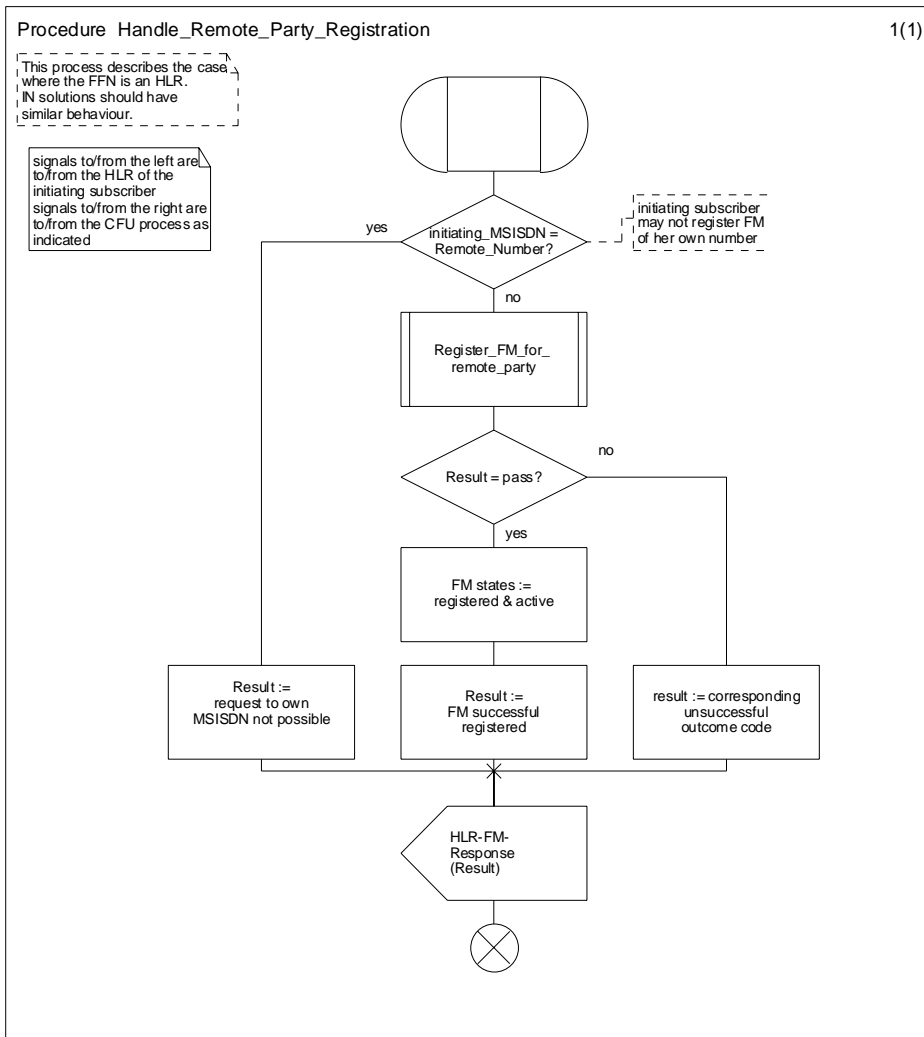 Procedure Handle_Remote_Party_Registration
1(1)
This process describes the case
where the FFN is an HLR.
IN solutions should have
similar behaviour.
signals to/from the left are
to/from the HLR of the
initiating subscriber
signals to/from the right are
to/from the CFU process as
indicated
yes
initiating_MSISDN =
Remote_Number?
initiating subscriber
may not register FM
of her own number
no
Register_FM_for_
remote_party
no
Result = pass?
yes
FM states :=
registered & active
Result :=
request to own
MSISDN not possible
Result :=
FM successful
registered
result := corresponding
unsuccessful
outcome code
HLR-FM-
Response
(Result)